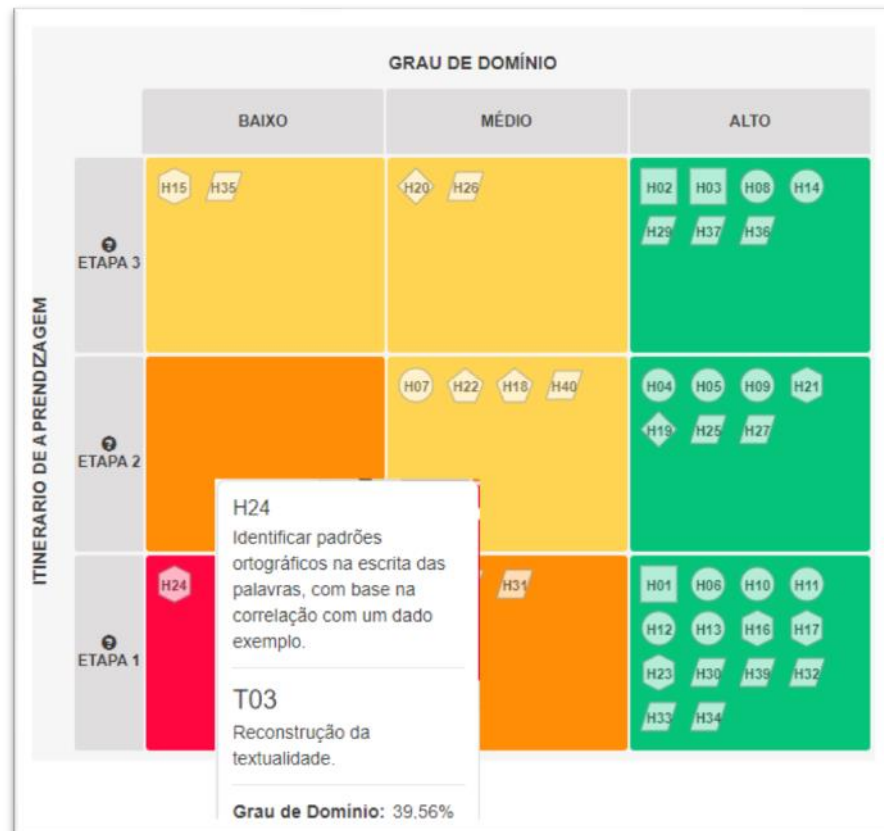 GRAU DE DOMÍNIO
BAIXO MÉDIO ALTO
ITINERARIO DE APRENDIZAGEM
ETAPA 3
H15 H35
H20 H26
H02 H03 H08 H14
H29 H37 H36
ETAPA 2
H07 H22 H18 H40
H04 H05 H09 H21
H19 H25 H27
ETAPA 1
H24
H31
H01 H06 H10 H11
H12 H13 H16 H17
H23 H30 H39 H32
H33 H34
H24
Identificar padrões
ortográficos na escrita das
palavras, com base na
correlação com um dado
exemplo.
T03
Reconstrução da
textualidade.
Grau de Domínio: 39,56%